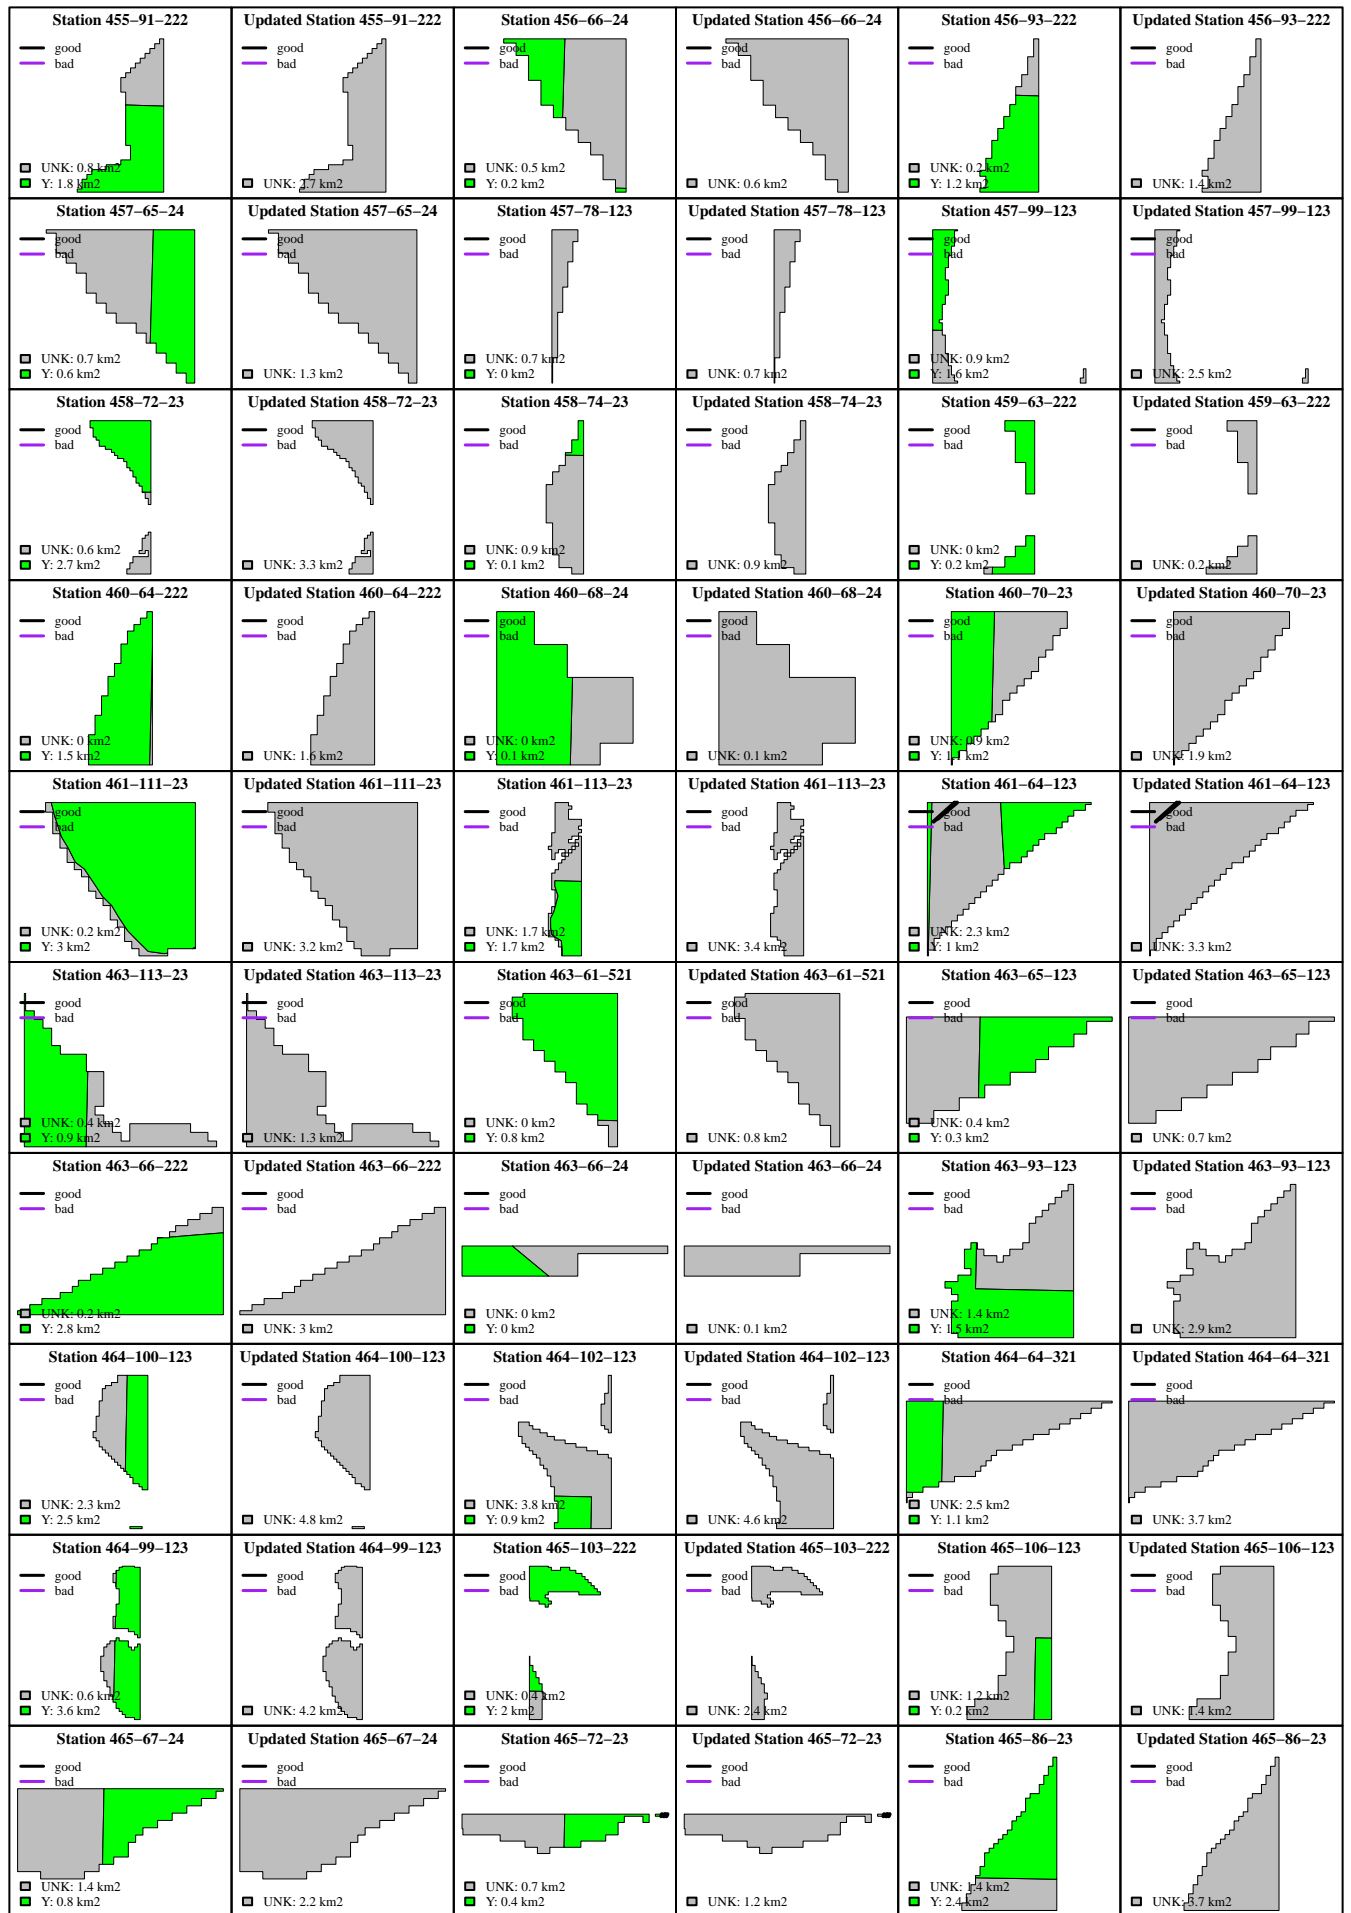 Station 455−91−222
good
bad
UNK: 0.8 km2
Y: 1.8 km2
Updated Station 455−91−222
good
bad
UNK: 2.7 km2
Station 456−66−24
good
bad
UNK: 0.5 km2
Y: 0.2 km2
Updated Station 456−66−24
good
bad
UNK: 0.6 km2
Station 456−93−222
good
bad
UNK: 0.2 km2
Y: 1.2 km2
Updated Station 456−93−222
good
bad
UNK: 1.4 km2
Station 457−65−24
good
bad
UNK: 0.7 km2
Y: 0.6 km2
Updated Station 457−65−24
good
bad
UNK: 1.3 km2
Station 457−78−123
good
bad
UNK: 0.7 km2
Y: 0 km2
Updated Station 457−78−123
good
bad
UNK: 0.7 km2
Station 457−99−123
good
bad
UNK: 0.9 km2
Y: 1.6 km2
Updated Station 457−99−123
good
bad
UNK: 2.5 km2
Station 458−72−23
good
bad
UNK: 0.6 km2
Y: 2.7 km2
Updated Station 458−72−23
good
bad
UNK: 3.3 km2
Station 458−74−23
good
bad
UNK: 0.9 km2
Y: 0.1 km2
Updated Station 458−74−23
good
bad
UNK: 0.9 km2
Station 459−63−222
good
bad
UNK: 0 km2
Y: 0.2 km2
Updated Station 459−63−222
good
bad
UNK: 0.2 km2
Station 460−64−222
good
bad
UNK: 0 km2
Y: 1.5 km2
Updated Station 460−64−222
good
bad
UNK: 1.6 km2
Station 460−68−24
good
bad
UNK: 0 km2
Y: 0.1 km2
Updated Station 460−68−24
good
bad
UNK: 0.1 km2
Station 460−70−23
good
bad
UNK: 0.9 km2
Y: 1.1 km2
Updated Station 460−70−23
good
bad
UNK: 1.9 km2
Station 461−111−23
good
bad
UNK: 0.2 km2
Y: 3 km2
Updated Station 461−111−23
good
bad
UNK: 3.2 km2
Station 461−113−23
good
bad
UNK: 1.7 km2
Y: 1.7 km2
Updated Station 461−113−23
good
bad
UNK: 3.4 km2
Station 461−64−123
good
bad
UNK: 2.3 km2
Y: 1 km2
Updated Station 461−64−123
good
bad
UNK: 3.3 km2
Station 463−113−23
good
bad
UNK: 0.4 km2
Y: 0.9 km2
Updated Station 463−113−23
good
bad
UNK: 1.3 km2
Station 463−61−521
good
bad
UNK: 0 km2
Y: 0.8 km2
Updated Station 463−61−521
good
bad
UNK: 0.8 km2
Station 463−65−123
good
bad
UNK: 0.4 km2
Y: 0.3 km2
Updated Station 463−65−123
good
bad
UNK: 0.7 km2
Station 463−66−222
good
bad
UNK: 0.2 km2
Y: 2.8 km2
Updated Station 463−66−222
good
bad
UNK: 3 km2
Station 463−66−24
good
bad
UNK: 0 km2
Y: 0 km2
Updated Station 463−66−24
good
bad
UNK: 0.1 km2
Station 463−93−123
good
bad
UNK: 1.4 km2
Y: 1.5 km2
Updated Station 463−93−123
good
bad
UNK: 2.9 km2
Station 464−100−123
good
bad
UNK: 2.3 km2
Y: 2.5 km2
Updated Station 464−100−123
good
bad
UNK: 4.8 km2
Station 464−102−123
good
bad
UNK: 3.8 km2
Y: 0.9 km2
Updated Station 464−102−123
good
bad
UNK: 4.6 km2
Station 464−64−321
good
bad
UNK: 2.5 km2
Y: 1.1 km2
Updated Station 464−64−321
good
bad
UNK: 3.7 km2
Station 464−99−123
good
bad
UNK: 0.6 km2
Y: 3.6 km2
Updated Station 464−99−123
good
bad
UNK: 4.2 km2
Station 465−103−222
good
bad
UNK: 0.4 km2
Y: 2 km2
Updated Station 465−103−222
good
bad
UNK: 2.4 km2
Station 465−106−123
good
bad
UNK: 1.2 km2
Y: 0.2 km2
Updated Station 465−106−123
good
bad
UNK: 1.4 km2
Station 465−67−24
good
bad
UNK: 1.4 km2
Y: 0.8 km2
Updated Station 465−67−24
good
bad
UNK: 2.2 km2
Station 465−72−23
good
bad
UNK: 0.7 km2
Y: 0.4 km2
Updated Station 465−72−23
good
bad
UNK: 1.2 km2
Station 465−86−23
good
bad
UNK: 1.4 km2
Y: 2.4 km2
Updated Station 465−86−23
good
bad
UNK: 3.7 km2